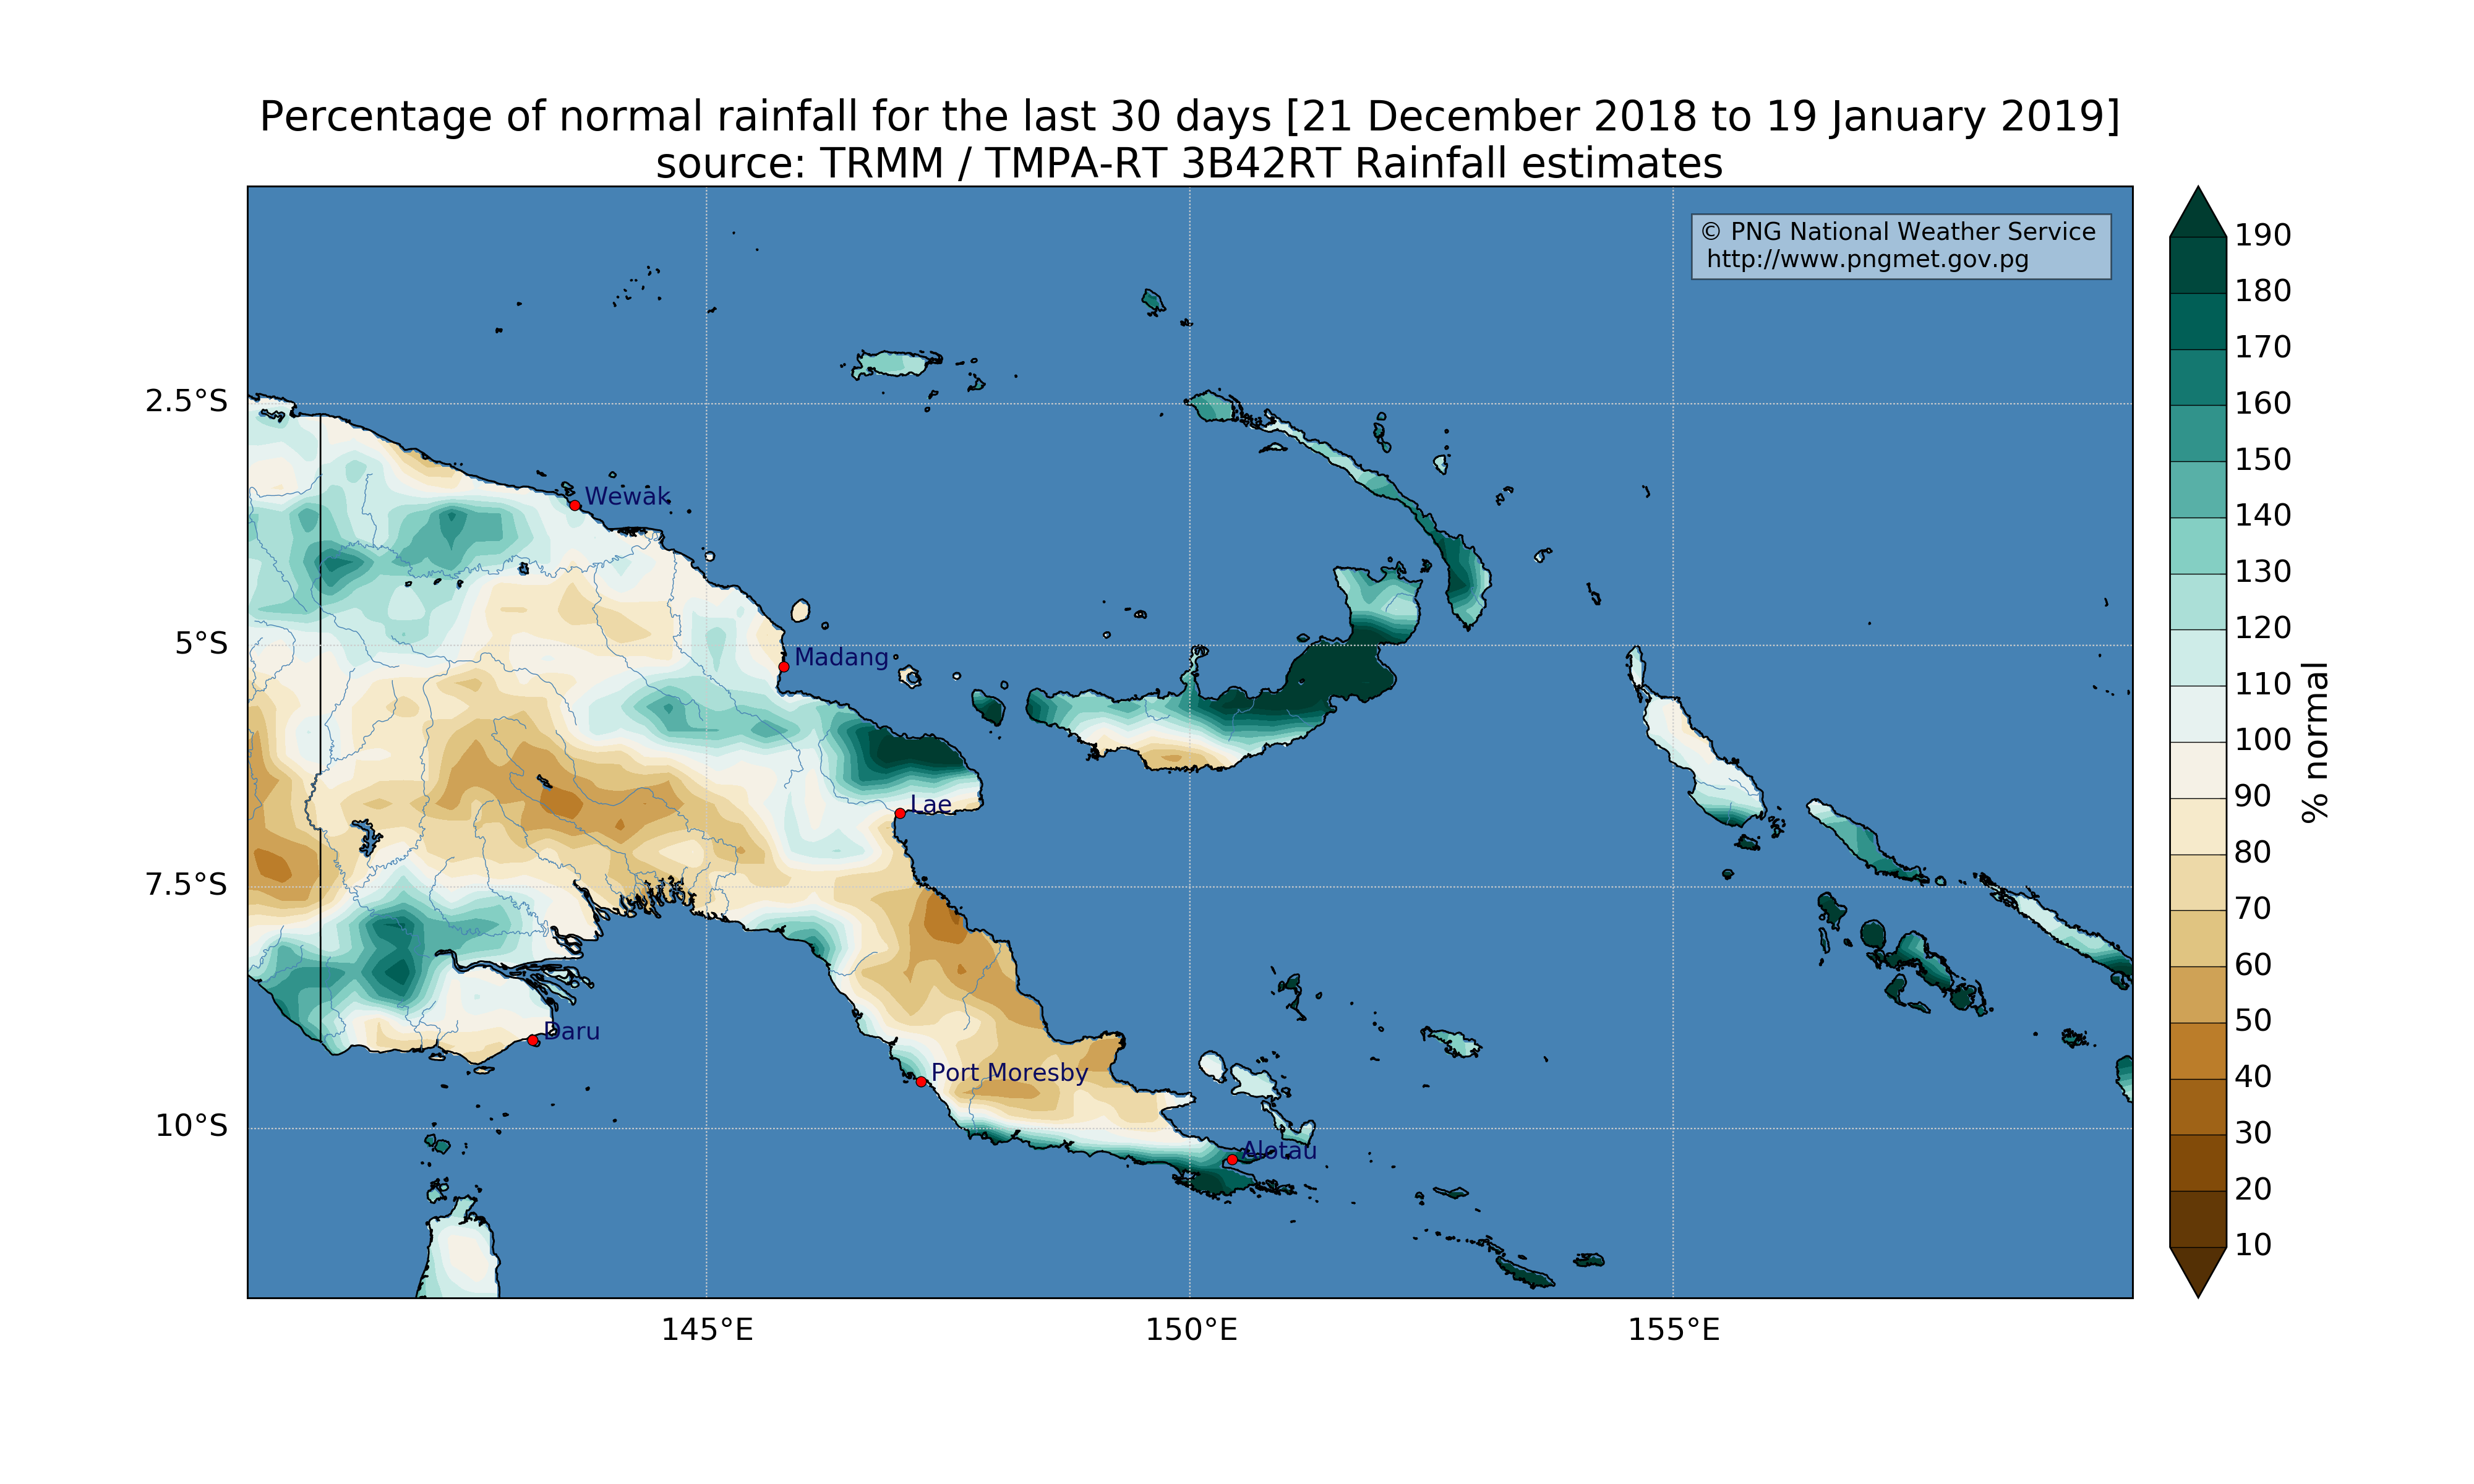 Percentage of normal rainfall for the last 30 days [21 December 2018 to 19 January 2019]
source: TRMM / TMPA-RT 3B42RT Rainfall estimates
© PNG National Weather Service
http://www.pngmet.gov.pg
2.5°S
5°S
7.5°S
10°S
Wewak
Madang
Lae
Daru
Port Moresby
Alotau
145°E
150°E
155°E
190
180
170
160
150
140
130
120
110
100
90
80
70
60
50
40
30
20
10
% normal